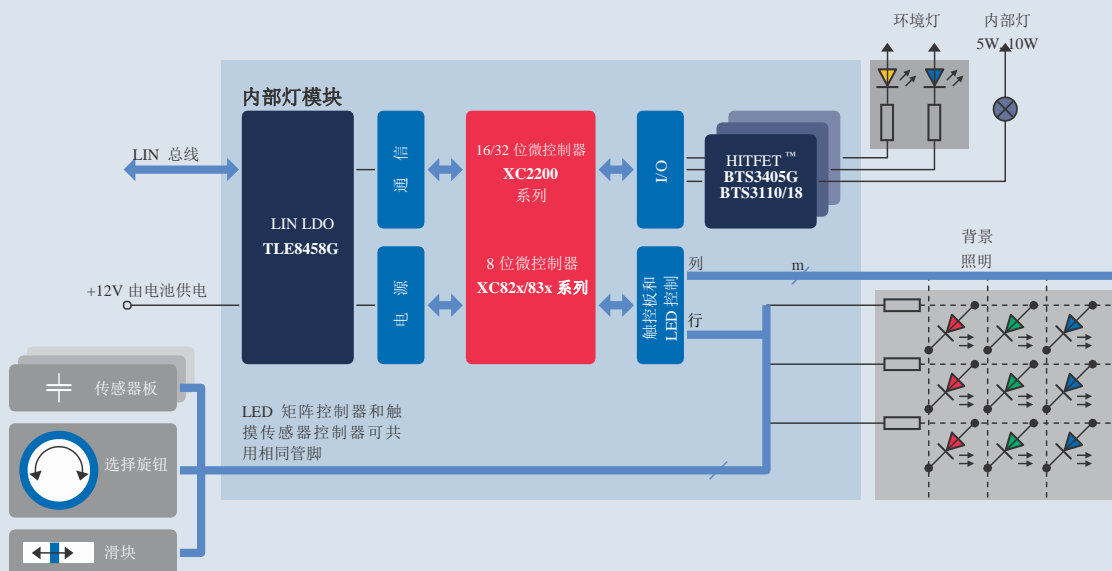 环境灯
内部灯
5W, 10W
内部灯模块
LIN 总线
LIN LDO
TLE8458G
通信
16/32 位微控制器
XC2200
系列
I/O
HITFET ™
BTS3405G
BTS3110/18
+12V 由电池供电
电源
8 位微控制器
XC82x/83x 系列
触控板和
LED 控制
列
m
行
背景
照明
传感器板
选择旋钮
滑块
LED 矩阵控制器和触
摸传感器控制器可共
用相同管脚